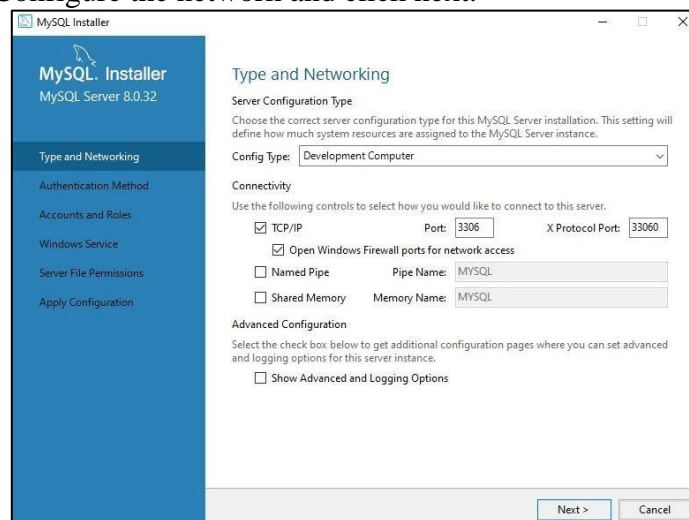 Configure the network and click next.
MySQL Installer
MySQL. Installer
MySQL Server 8.0.32
Type and Networking
Authentication Method
Accounts and Roles
Windows Service
Server File Permissions
Apply Configuration
Type and Networking
Server Configuration Type
Choose the correct server configuration type for this MySQL Server installation. This setting will
define how much system resources are assigned to the MySQL Server instance.
Config Type: Development Computer
Connectivity
Use the following controls to select how you would like to connect to this server.
TCP/IP Port: 3306 X Protocol Port: 33060
Open Windows Firewall ports for network access
Named Pipe Pipe Name: MYSQL
Shared Memory Memory Name: MYSQL
Advanced Configuration
Select the check box below to get additional configuration pages where you can set advanced
and logging options for this server instance.
Show Advanced and Logging Options
Next > Cancel